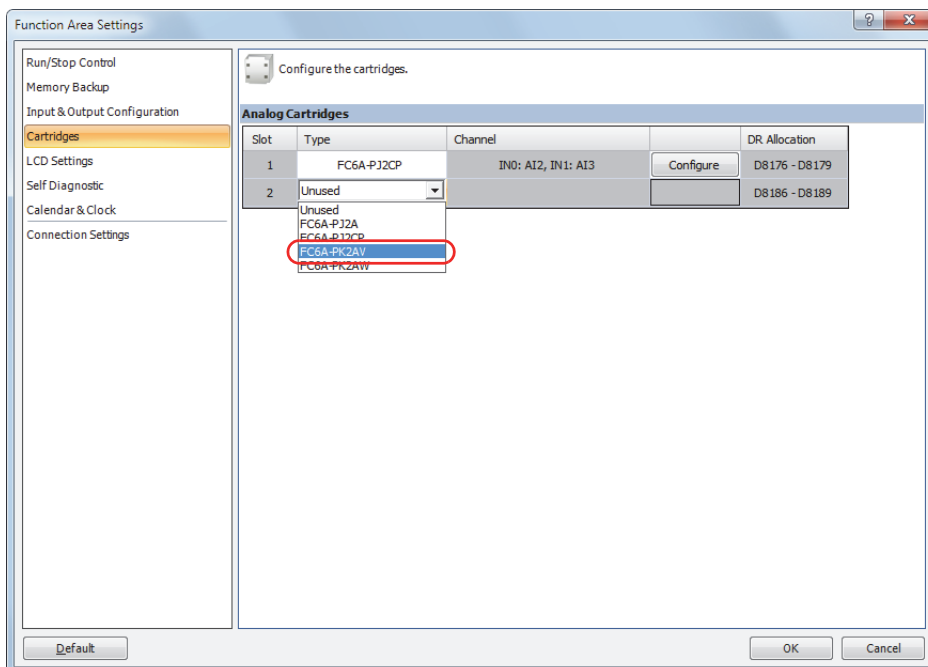 Function Area Settings
Run/Stop Control
Memory Backup
Input & Output Configuration
Cartridges
LCD Settings
Self Diagnostic
Calendar & Clock
Connection Settings
Configure the cartridges.
Analog Cartridges
Slot Type Channel DR Allocation
1 FC6A-PJ2CP IN0: AI2, IN1: AI3 Configure D8176 - D8179
2 Unused D8186 - D8189
Unused
FC6A-PJ2A
FC6A-PJ2CP
FC6A-PK2AV
FC6A-PK2AW
Default OK Cancel